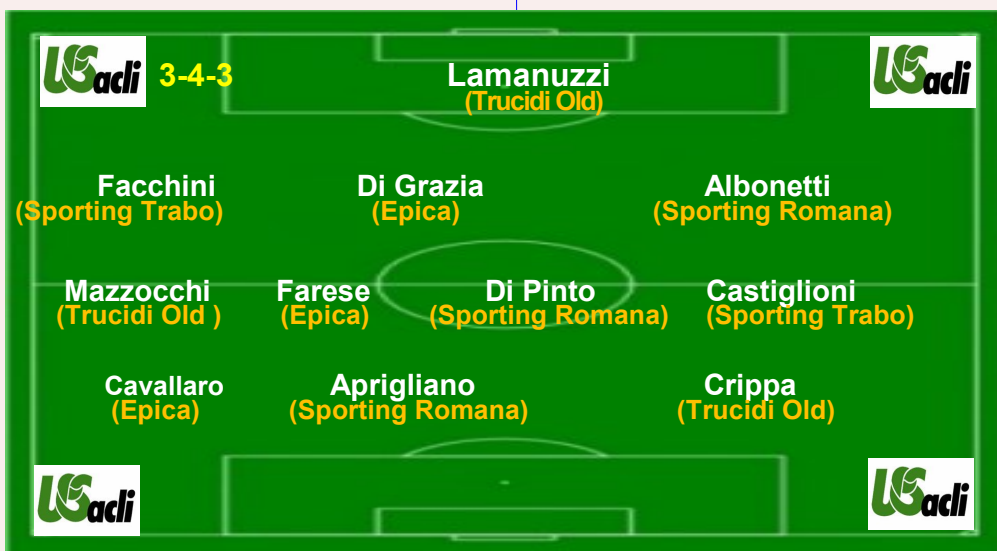 USacli
3-4-3
USacli
Lamanuzzi
(Trucidi Old)
Facchini
(Sporting Trabo)
Di Grazia
(Epica)
Albonetti
(Sporting Romana)
Mazzocchi
(Trucidi Old )
Farese
(Epica)
Di Pinto
(Sporting Romana)
Castiglioni
(Sporting Trabo)
Cavallaro
(Epica)
Aprigliano
(Sporting Romana)
Crippa
(Trucidi Old)
USacli
USacli